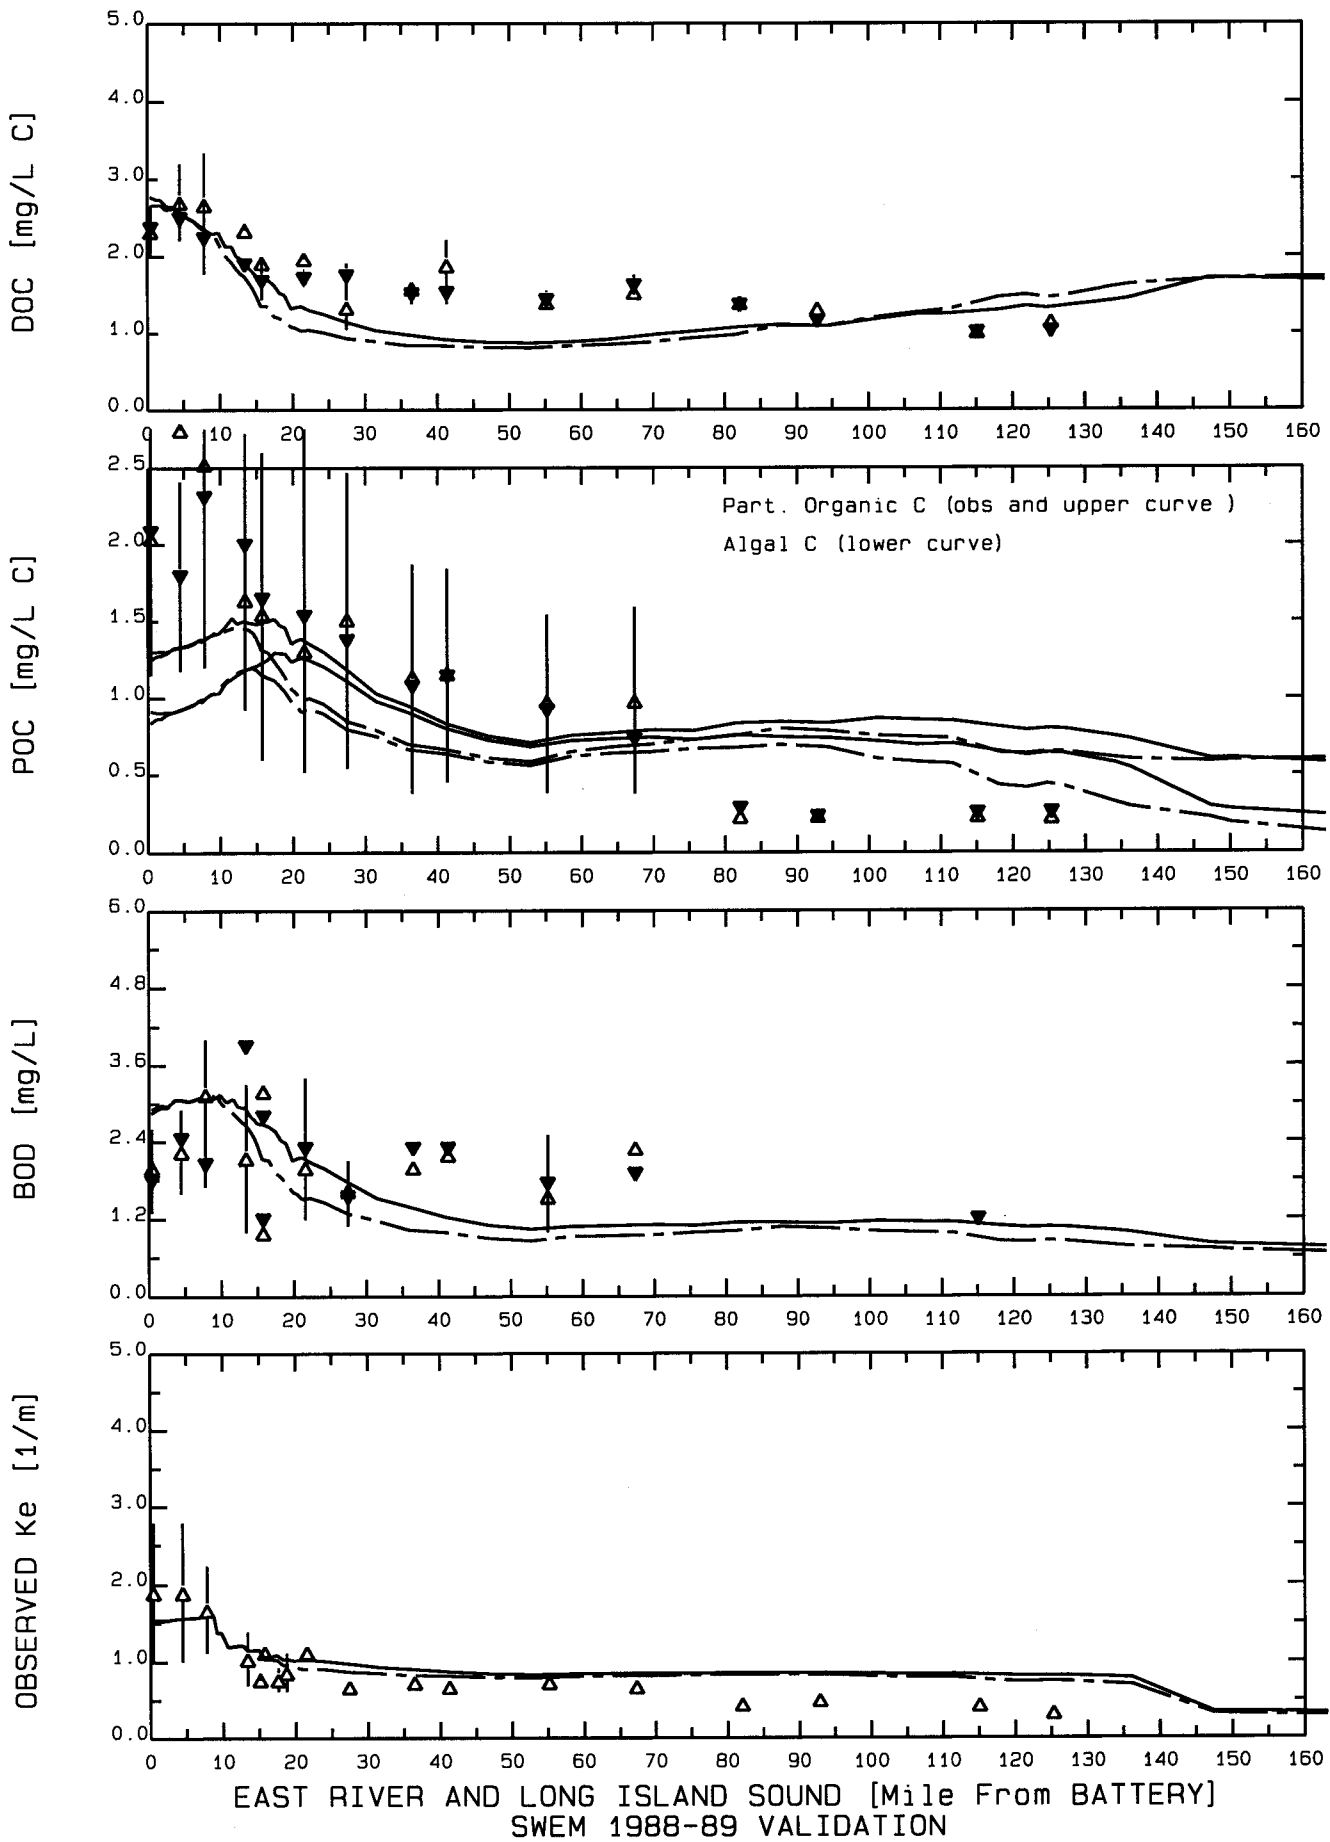 5.0
4.0
3.0
2.0
1.0
0.0
DOC [mg/L C]
0 10 20 30 40 50 60 70 80 90 100 110 120 130 140 150 160
2.5
2.0
1.5
1.0
0.5
0.0
POC [mg/L C]
Part. Organic C (obs and upper curve )
Algal C (lower curve)
0 10 20 30 40 50 60 70 80 90 100 110 120 130 140 150 160
6.0
4.8
3.6
2.4
1.2
0.0
BOD [mg/L]
0 10 20 30 40 50 60 70 80 90 100 110 120 130 140 150 160
5.0
4.0
3.0
2.0
1.0
0.0
OBSERVED Ke [1/m]
0 10 20 30 40 50 60 70 80 90 100 110 120 130 140 150 160
EAST RIVER AND LONG ISLAND SOUND [Mile From BATTERY]
SWEM 1988-89 VALIDATION